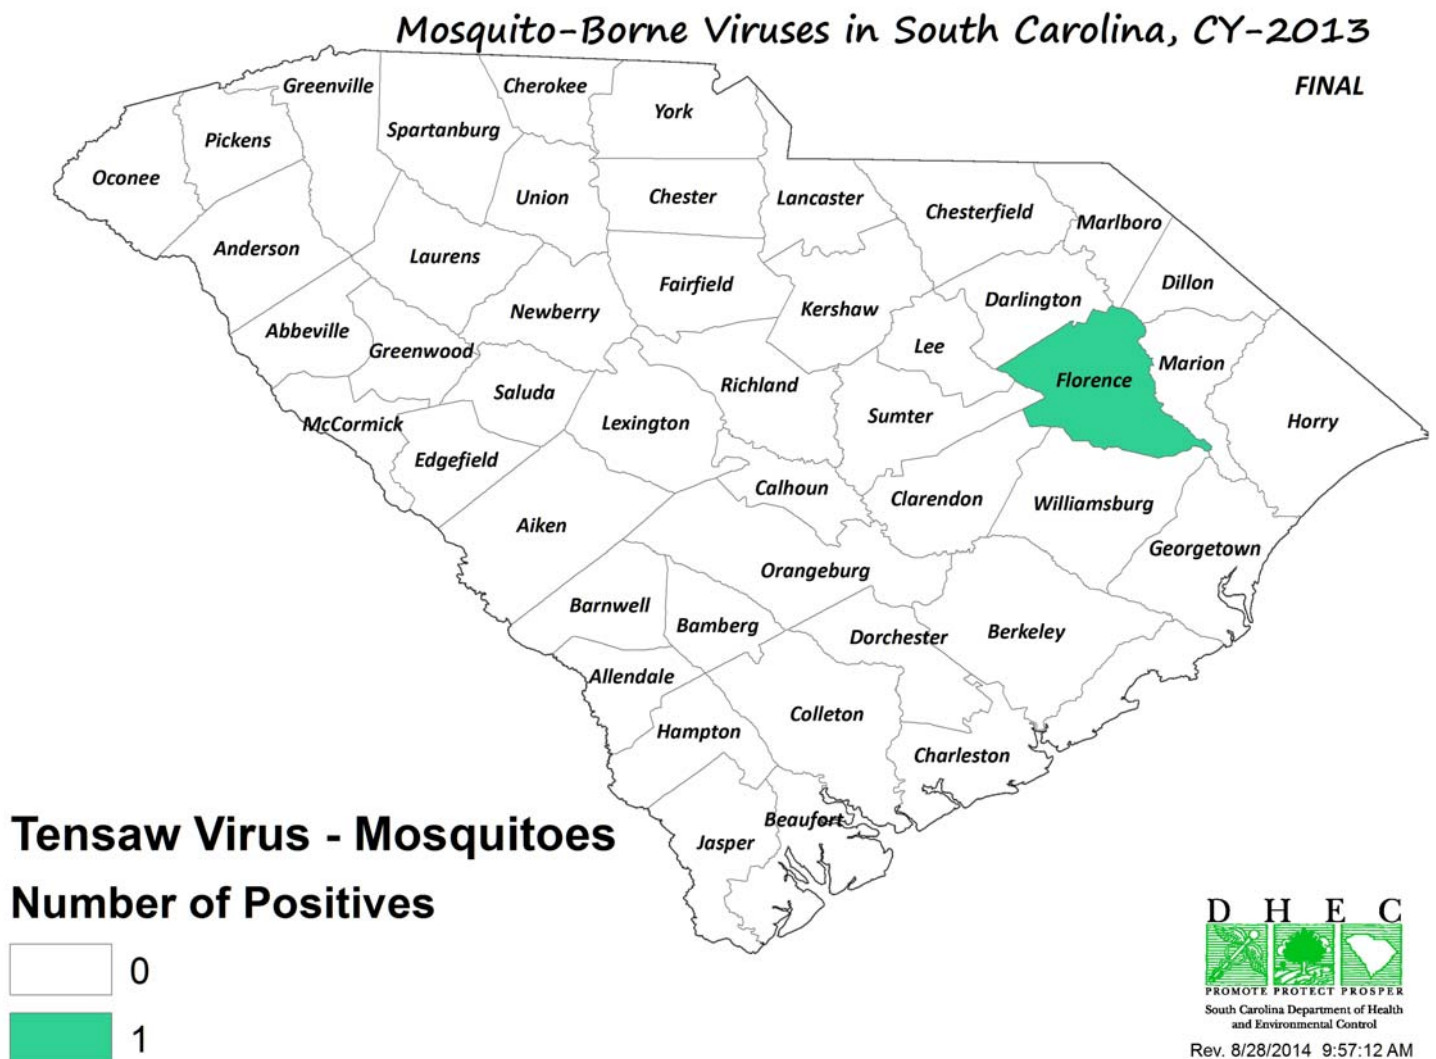 Mosquito-Borne Viruses in South Carolina, CY-2013
FINAL
Greenville
Cherokee
York
Spartanburg
Pickens
Oconee
Union
Chester
Lancaster
Chesterfield
Marlboro
Anderson
Laurens
Fairfield
Dillon
Darlington
Kershaw
Newberry
Abbeville
Greenwood
Lee
Marion
Florence
Richland
Saluda
Sumter
Horry
McCormick
Lexington
Edgefield
Calhoun
Clarendon
Williamsburg
Aiken
Georgetown
Orangeburg
Barnwell
Bamberg
Dorchester
Berkeley
Allendale
Colleton
Hampton
Charleston
Beaufort
Jasper
Tensaw Virus - Mosquitoes
Number of Positives
0
1
D H E C
PROMOTE PROTECT PROSPER
South Carolina Department of Health
and Environmental Control
Rev. 8/28/2014 9:57:12 AM